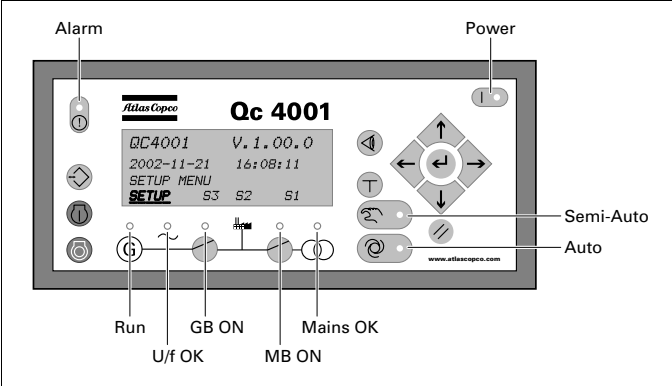 Alarm
Power
Atlas Copco
Qc 4001
QC4001 V.1.00.0
2002-11-21 16:08:11
SETUP MENU
SETUP S3 S2 S1
G
www.atlascopco.com
Semi-Auto
Auto
Run
GB ON
Mains OK
U/f OK
MB ON